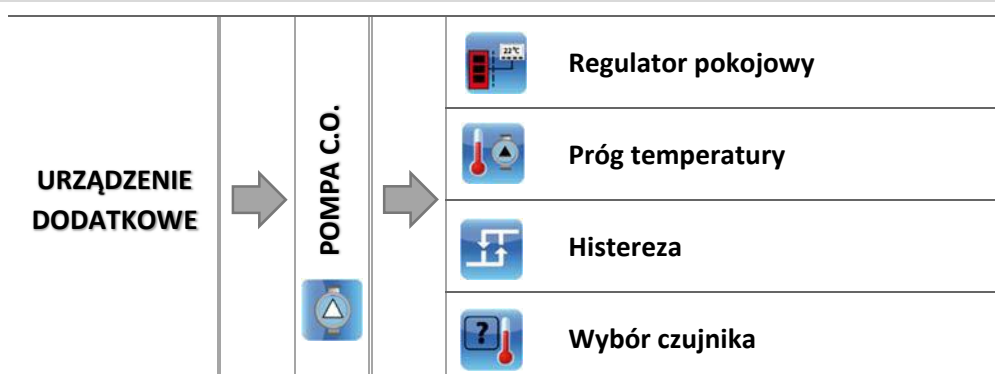 URZĄDZENIE
DODATKOWE
POMPA C.O.
22°C
Regulator pokojowy
Próg temperatury
Histereza
?
Wybór czujnika